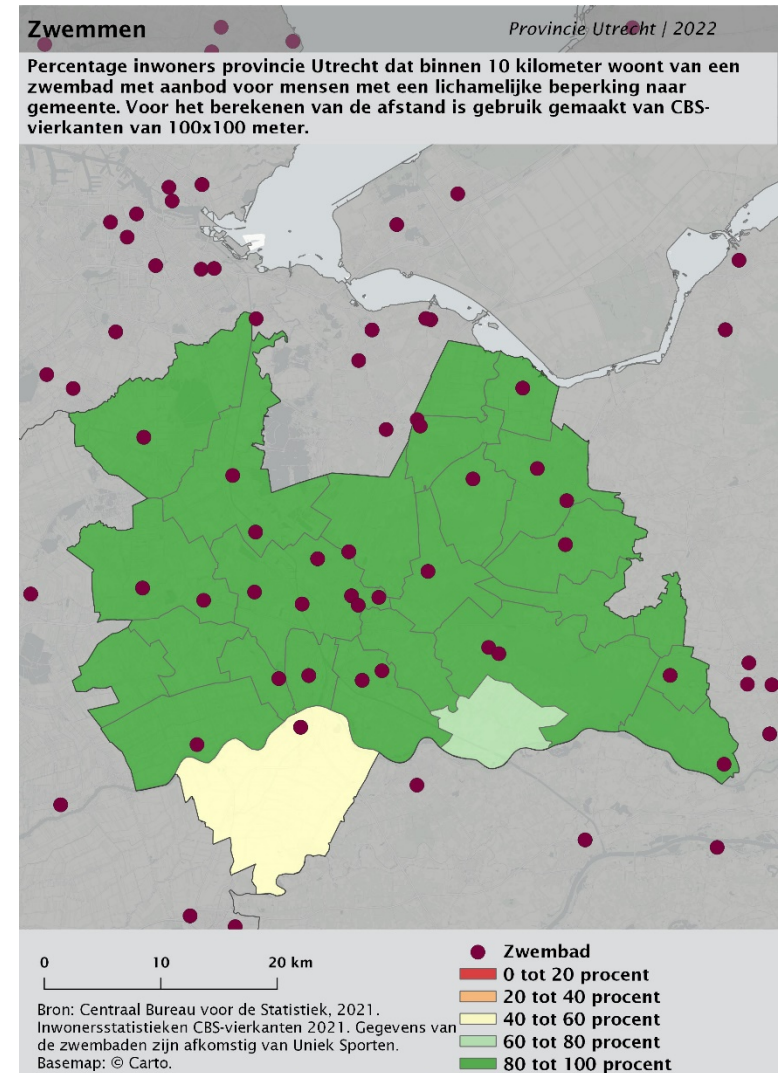 Zwemmen
Provincie Utrecht | 2022
Percentage inwoners provincie Utrecht dat binnen 10 kilometer woont van een
zwembad met aanbod voor mensen met een lichamelijke beperking naar
gemeente. Voor het berekenen van de afstand is gebruik gemaakt van CBS-
vierkanten van 100x100 meter.
0 10 20 km
Bron: Centraal Bureau voor de Statistiek, 2021.
Inwonersstatistieken CBS-vierkanten 2021. Gegevens van
de zwembaden zijn afkomstig van Uniek Sporten.
Basemap: © Carto.
Zwembad
0 tot 20 procent
20 tot 40 procent
40 tot 60 procent
60 tot 80 procent
80 tot 100 procent